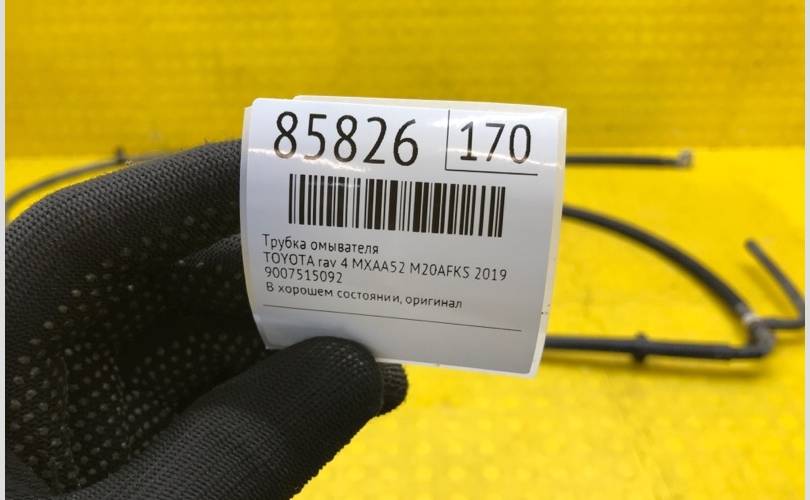 85826 170
Трубка омывателя
TOYOTA rav 4 MXAA52 M20AFKS 2019
9007515092
В хорошем состоянии, оригинал